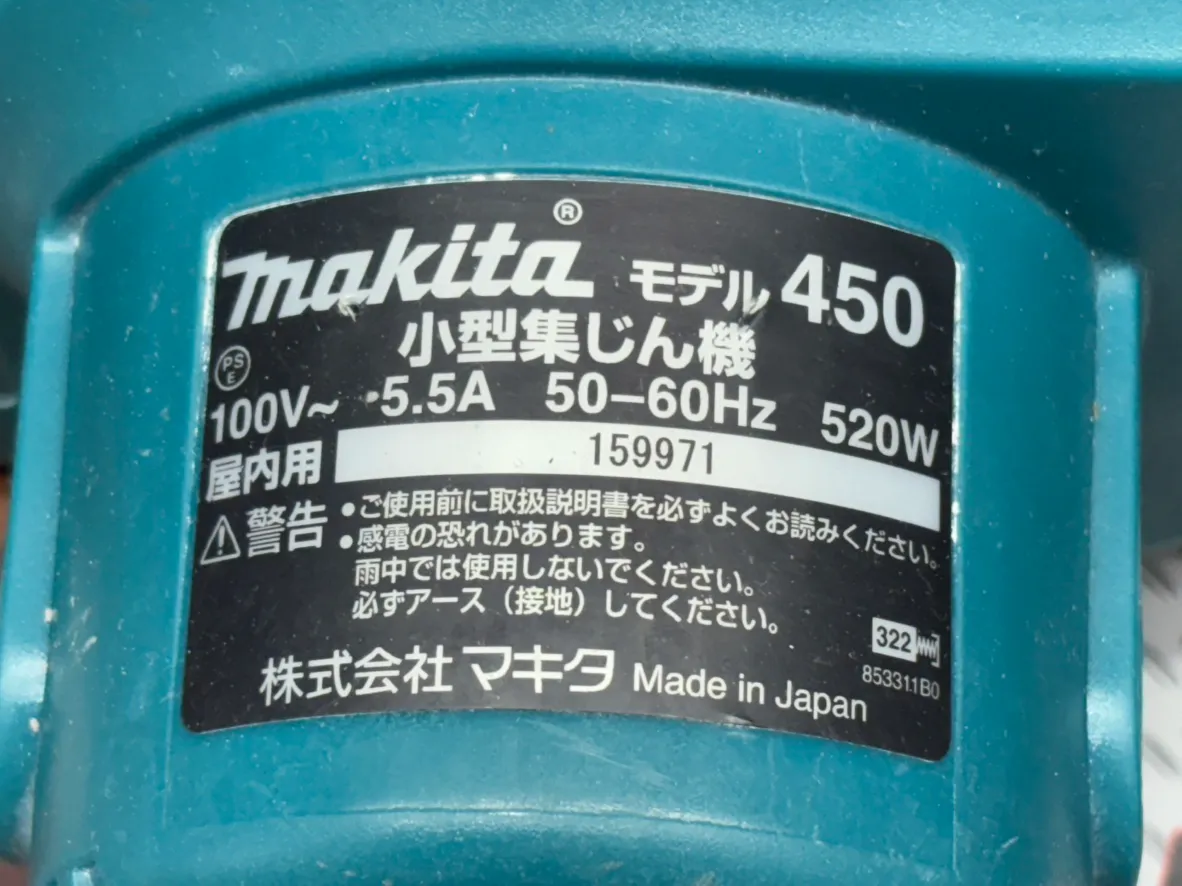 makita® モデル 450
小型集じん機
PS
E
100V~ 5.5A 50-60Hz 520W
屋内用 159971
警告 •ご使用前に取扱説明書を必ずよくお読みください。
•感電の恐れがあります。
雨中では使用しないでください。
必ずアース(接地)してください。
322
853311B0
株式会社 マキタ Made in Japan